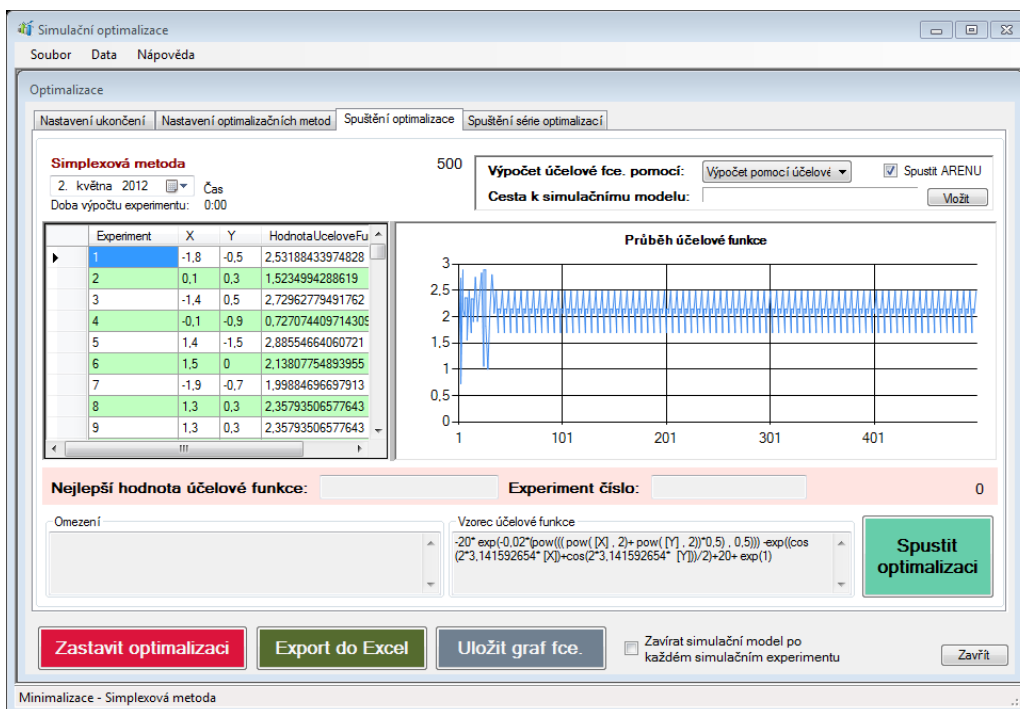 Simulační optimalizace
Soubor Data Nápověda
Optimalizace
Nastavení ukončení Nastavení optimalizačních metod Spuštění optimalizace Spuštění série optimalizací
Simplexová metoda
500
2. května 2012
Čas
Doba výpočtu experimentu: 0:00
Výpočet účelové fce. pomocí: Výpočet pomocí účelové Spustit ARENU
Cesta k simulačnímu modelu: Vložit
Experiment X Y HodnotaUceloveFu
1 -1,8 -0,5 2,53188433974828
2 0,1 0,3 1,5234994288619
3 -1,4 0,5 2,72962779491762
4 -0,1 -0,9 0,727074409714305
5 1,4 -1,5 2,88554664060721
6 1,5 0 2,13807754893955
7 -1,9 -0,7 1,99884696697913
8 1,3 0,3 2,35793506577643
9 1,3 0,3 2,35793506577643
Průběh účelové funkce
3
2,5
2
1,5
1
0,5
0
1 101 201 301 401
Nejlepší hodnota účelové funkce: Experiment číslo: 0
Omezení
Vzorec účelové funkce
-20* exp(-0,02*(pow((( pow( [X] , 2)+ pow( [Y] , 2))*0,5) , 0,5))) -exp((cos
(2*3,141592654* [X])+cos(2*3,141592654* [Y]))/2)+20+ exp(1)
Spustit
optimalizaci
Zastavit optimalizaci Export do Excel Uložit graf fce.
Zavírat simulační model po
každém simulačním experimentu
Zavřít
Minimalizace - Simplexová metoda